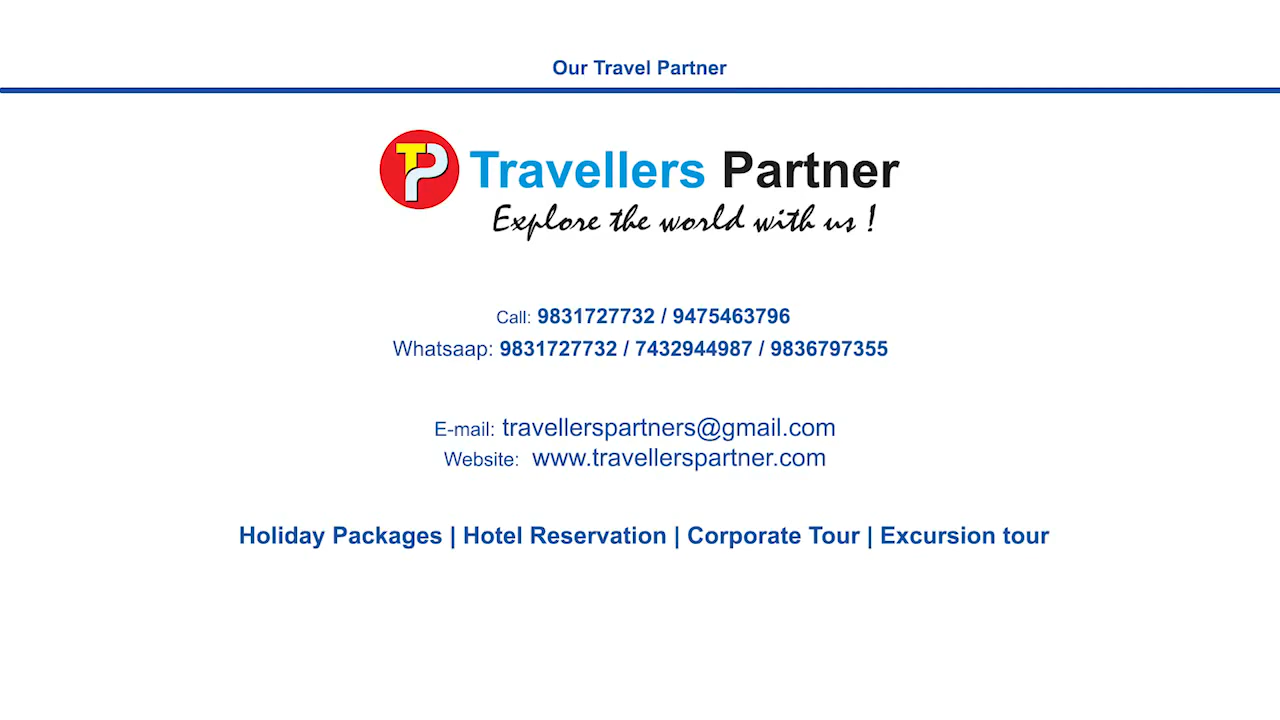 Our Travel Partner
TP Travellers Partner
Explore the world with us !
Call: 9831727732 / 9475463796
Whatsaap: 9831727732 / 7432944987 / 9836797355
E-mail: travellerspartners@gmail.com
Website: www.travellerspartner.com
Holiday Packages | Hotel Reservation | Corporate Tour | Excursion tour